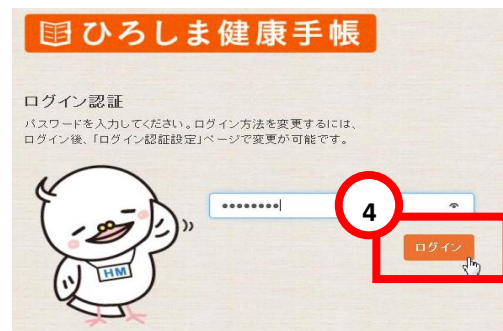 ひろしま健康手帳
ログイン認証
パスワードを入力してください。ログイン方法を変更するには、
ログイン後、「ログイン認証設定」ページで変更が可能です。
••••••••
4
ログイン
HM